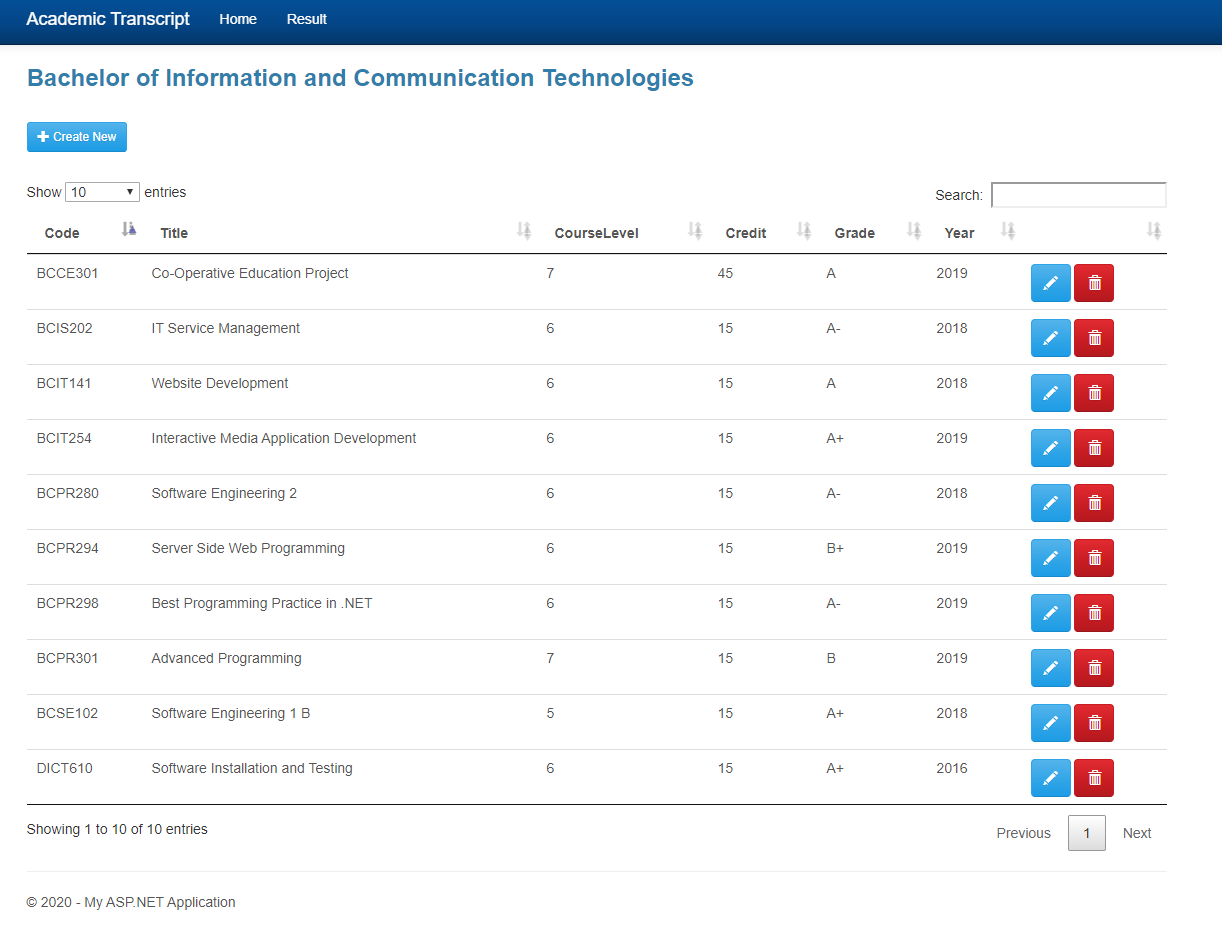 Academic Transcript Home Result
Bachelor of Information and Communication Technologies
Create New
Show 10 entries Search:
Code Title CourseLevel Credit Grade Year
BCCE301 Co-Operative Education Project 7 45 A 2019
BCIS202 IT Service Management 6 15 A- 2018
BCIT141 Website Development 6 15 A 2018
BCIT254 Interactive Media Application Development 6 15 A+ 2019
BCPR280 Software Engineering 2 6 15 A- 2018
BCPR294 Server Side Web Programming 6 15 B+ 2019
BCPR298 Best Programming Practice in .NET 6 15 A- 2019
BCPR301 Advanced Programming 7 15 B 2019
BCSE102 Software Engineering 1 B 5 15 A+ 2018
DICT610 Software Installation and Testing 6 15 A+ 2016
Showing 1 to 10 of 10 entries Previous 1 Next
© 2020 - My ASP.NET Application